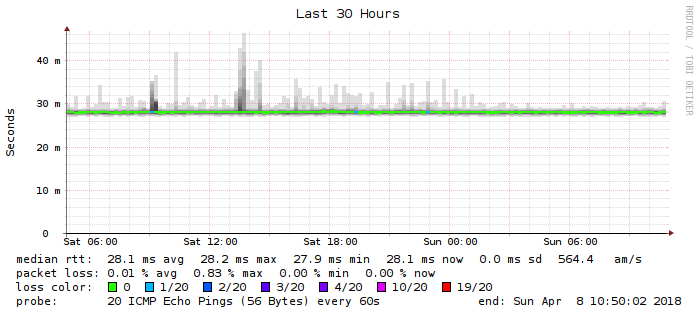 Last 30 Hours
RRDTOOL / TOBI OETIKER
Seconds
40 m
30 m
20 m
10 m
0
Sat 06:00 Sat 12:00 Sat 18:00 Sun 00:00 Sun 06:00
median rtt: 28.1 ms avg 28.2 ms max 27.9 ms min 28.1 ms now 0.0 ms sd 564.4 am/s
packet loss: 0.01 % avg 0.83 % max 0.00 % min 0.00 % now
loss color: 0 1/20 2/20 3/20 4/20 10/20 19/20
probe: 20 ICMP Echo Pings (56 Bytes) every 60s end: Sun Apr 8 10:50:02 2018